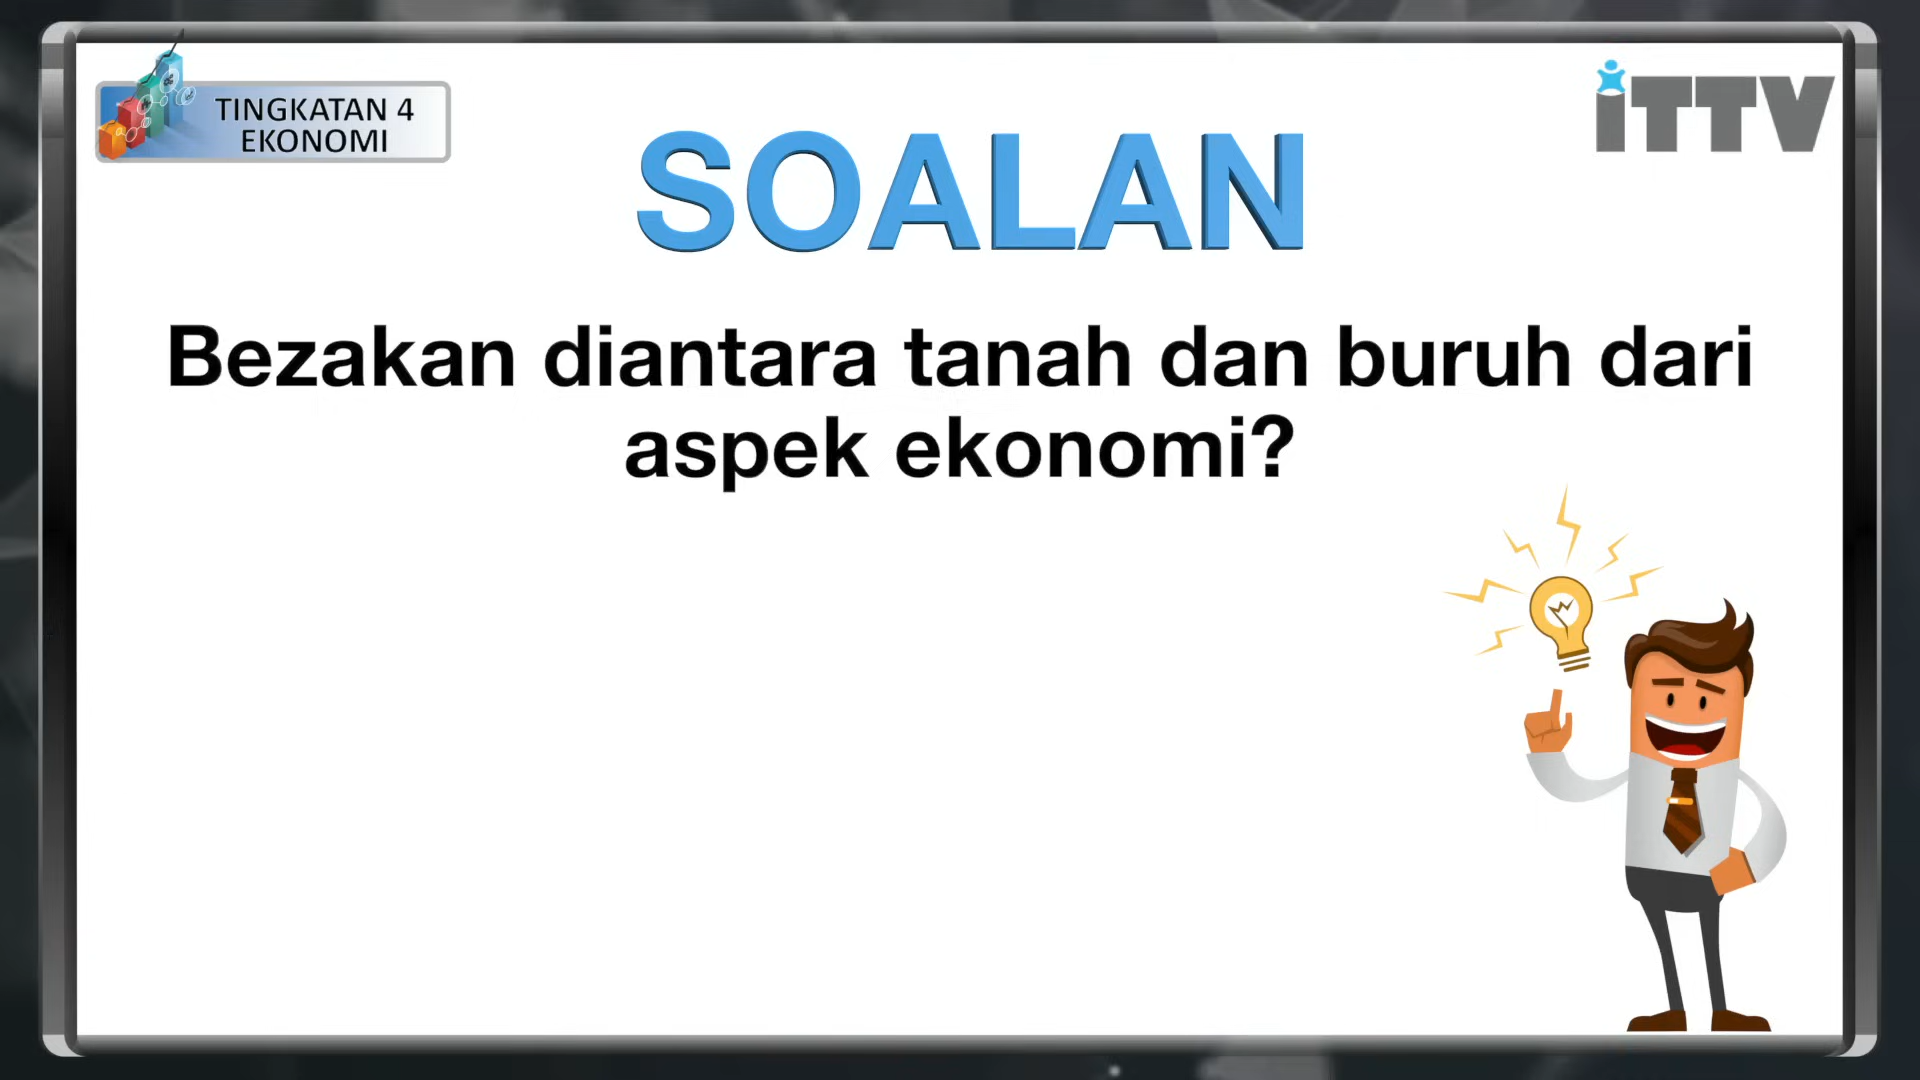 TINGKATAN 4
EKONOMI
iTTV
SOALAN
Bezakan diantara tanah dan buruh dari
aspek ekonomi?